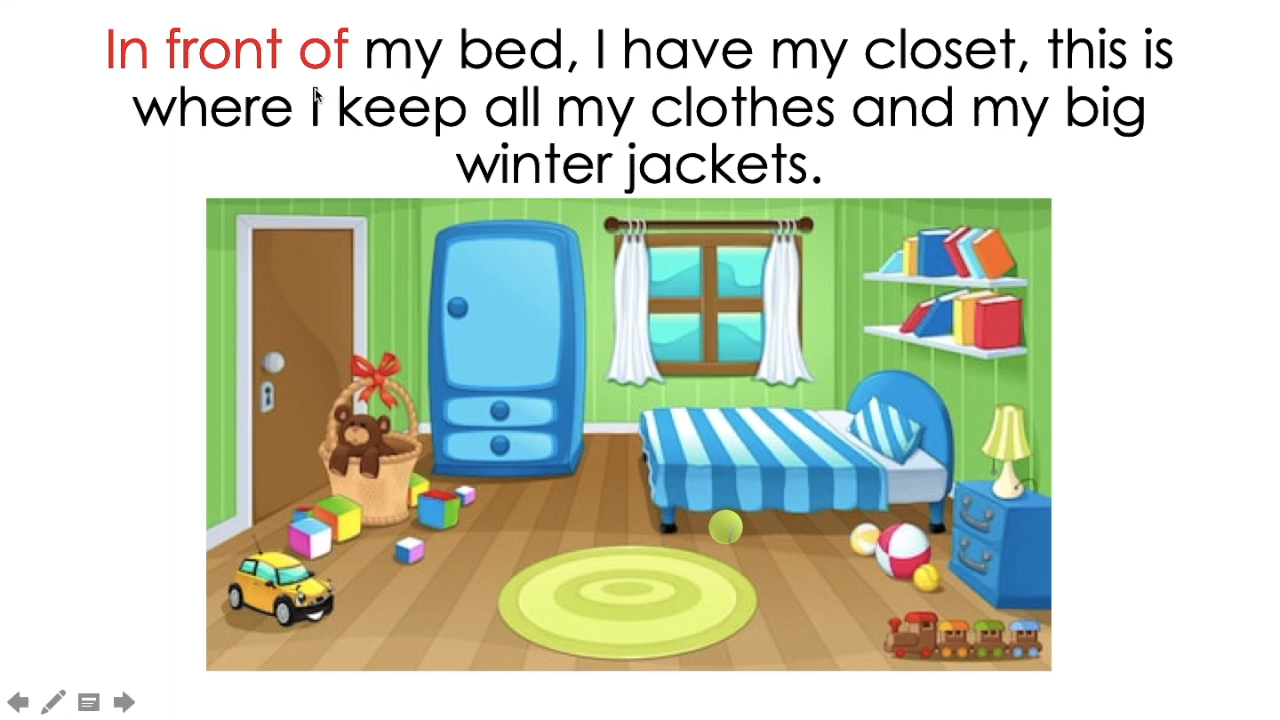 In front of my bed, I have my closet, this is
where I keep all my clothes and my big
winter jackets.